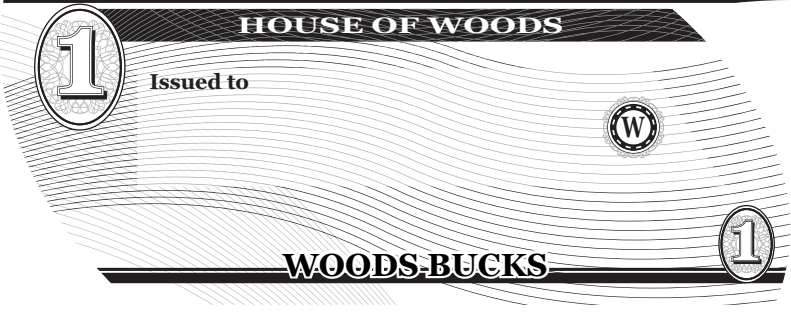 HOUSE OF WOODS
1
Issued to
W
1
WOODS BUCKS